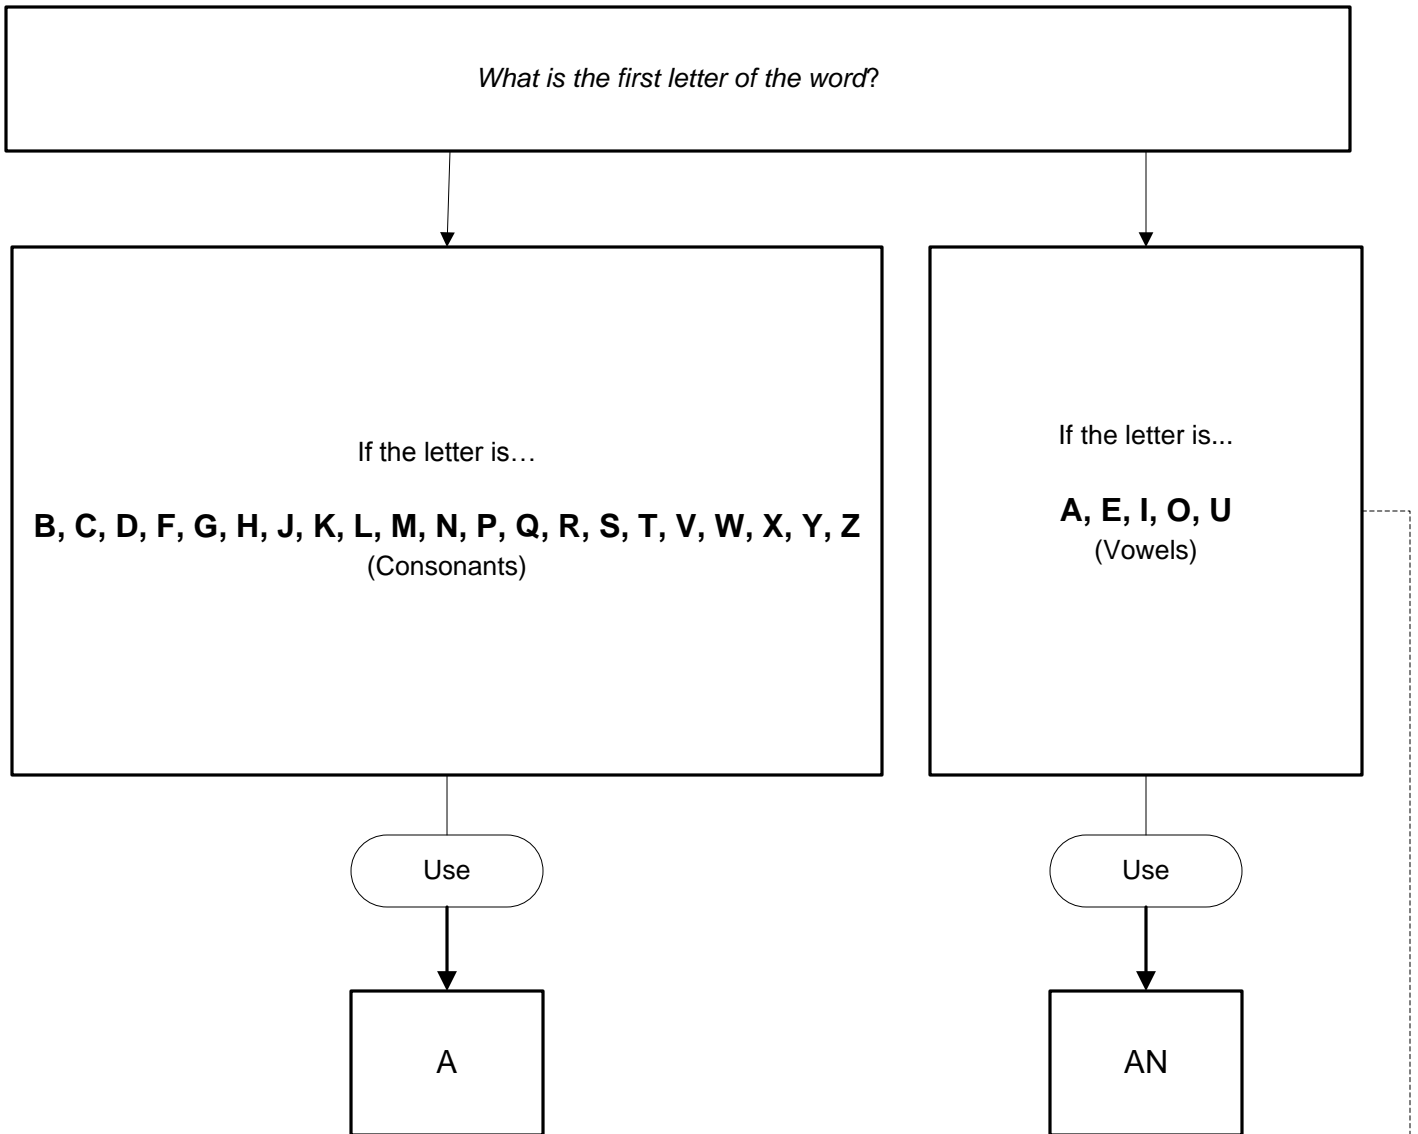 What is the first letter of the word?
If the letter is…
B, C, D, F, G, H, J, K, L, M, N, P, Q, R, S, T, V, W, X, Y, Z
(Consonants)
If the letter is...
A, E, I, O, U
(Vowels)
Use
Use
A
AN